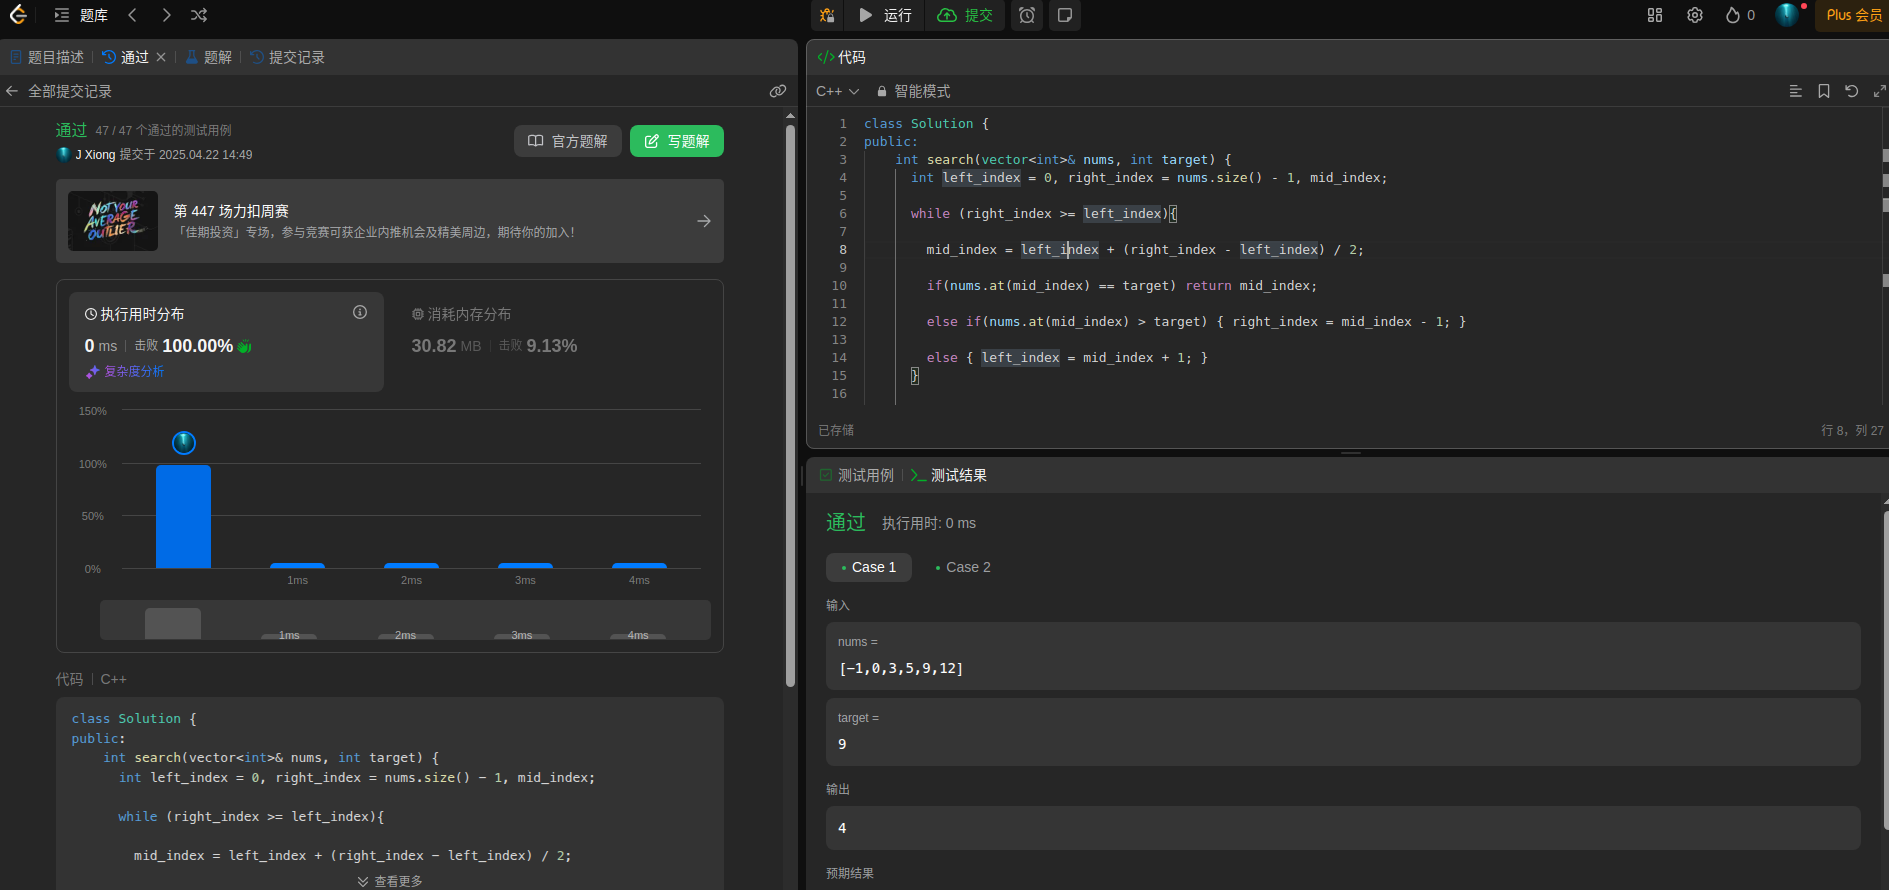 题库
运行
提交
0
Plus 会员
题目描述
通过
题解
提交记录
全部提交记录
通过 47 / 47 个通过的测试用例
J Xiong 提交于 2025.04.22 14:49
官方题解
写题解
NOT YOUR
AVERAGE
OUTLIER
第 447 场力扣周赛
「佳期投资」专场，参与竞赛可获企业内推机会及精美周边，期待你的加入！
执行用时分布
0 ms 击败 100.00%
复杂度分析
消耗内存分布
30.82 MB 击败 9.13%
150%
100%
50%
0%
1ms 2ms 3ms 4ms
1ms 2ms 3ms 4ms
代码 C++
class Solution {
public:
    int search(vector<int>& nums, int target) {
      int left_index = 0, right_index = nums.size() - 1, mid_index;
      while (right_index >= left_index){
        mid_index = left_index + (right_index - left_index) / 2;
查看更多
</> 代码
C++ 智能模式
1 class Solution {
2 public:
3     int search(vector<int>& nums, int target) {
4       int left_index = 0, right_index = nums.size() - 1, mid_index;
5
6       while (right_index >= left_index){
7
8         mid_index = left_index + (right_index - left_index) / 2;
9
10         if(nums.at(mid_index) == target) return mid_index;
11
12         else if(nums.at(mid_index) > target) { right_index = mid_index - 1; }
13
14         else { left_index = mid_index + 1; }
15       }
16
已存储
行 8，列 27
测试用例
测试结果
通过 执行用时: 0 ms
Case 1 Case 2
输入
nums =
[-1,0,3,5,9,12]
target =
9
输出
4
预期结果